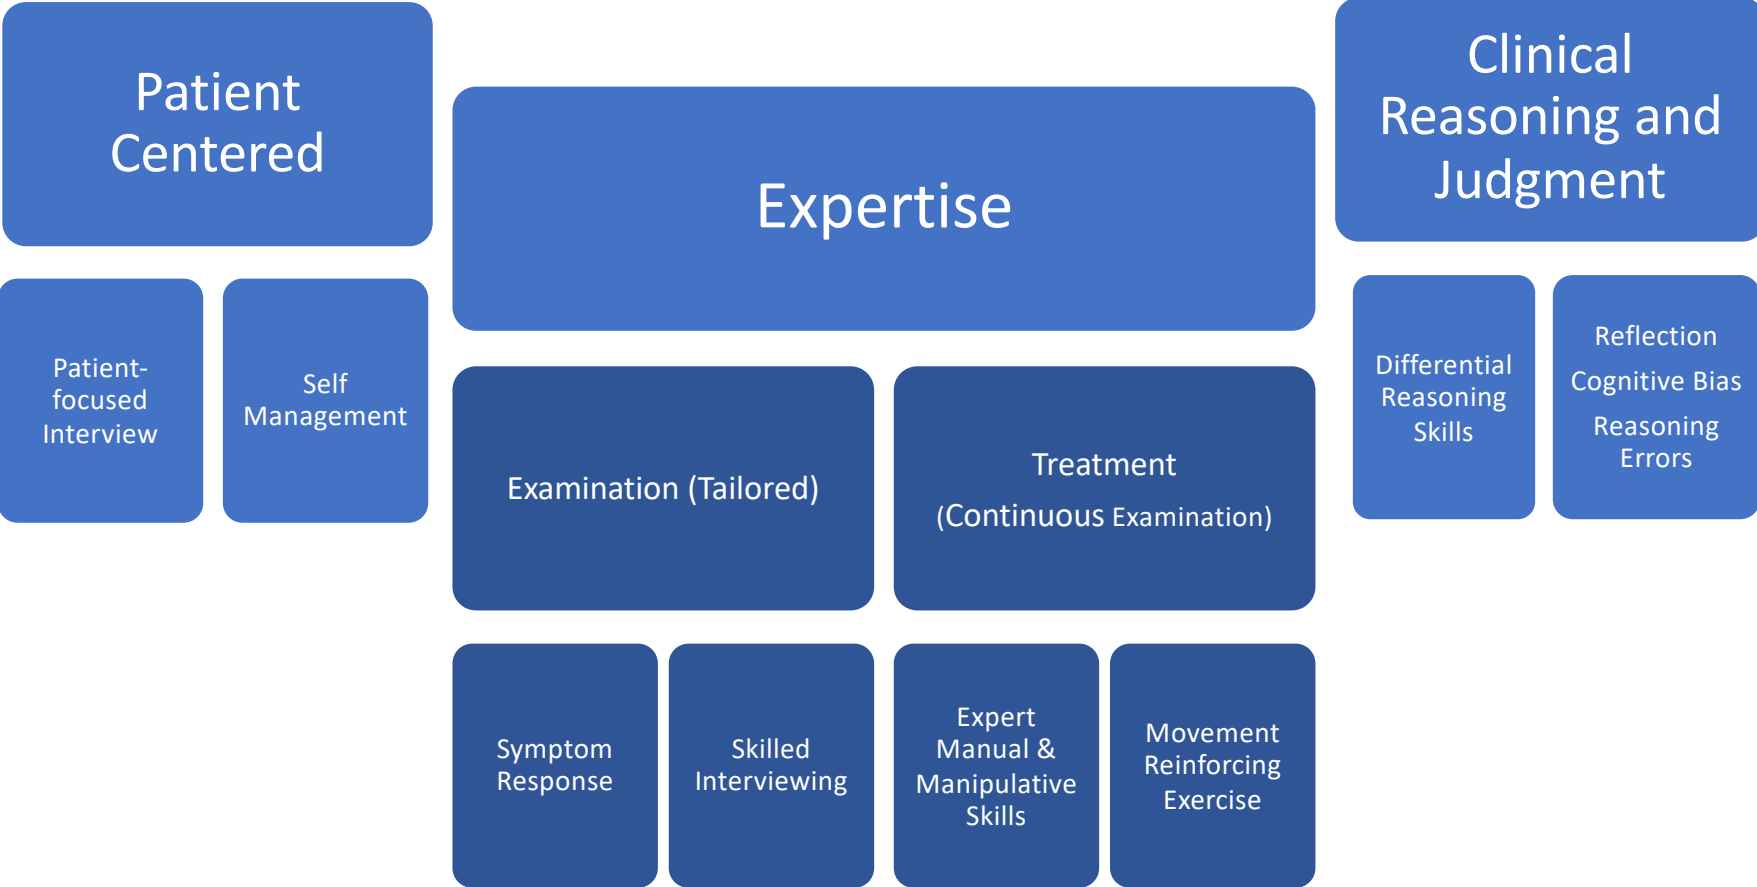 Patient
Centered
Patient-
focused
Interview
Self
Management
Expertise
Examination (Tailored)
Treatment
(Continuous Examination)
Symptom
Response
Skilled
Interviewing
Expert
Manual &
Manipulative
Skills
Movement
Reinforcing
Exercise
Clinical
Reasoning and
Judgment
Differential
Reasoning
Skills
Reflection
Cognitive Bias
Reasoning
Errors